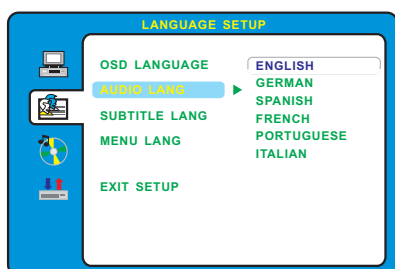 LANGUAGE SETUP
OSD LANGUAGE
AUDIO LANG
SUBTITLE LANG
MENU LANG
EXIT SETUP
ENGLISH
GERMAN
SPANISH
FRENCH
PORTUGUESE
ITALIAN